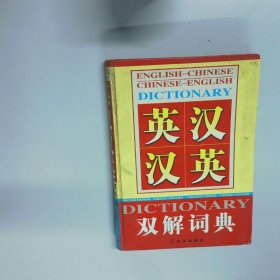 ENGLISH-CHINESE
CHINESE-ENGLISH
DICTIONARY
英汉
汉英
DICTIONARY
双解词典